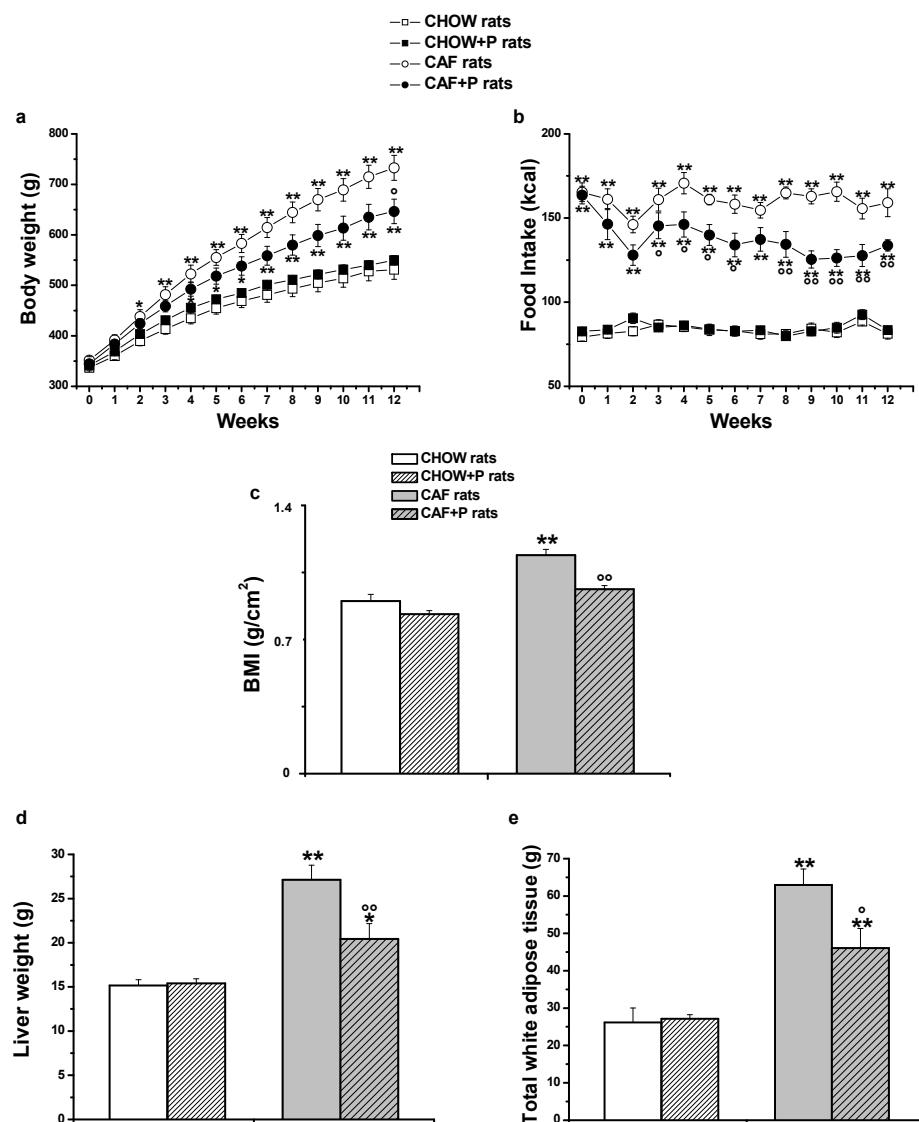 CHOW rats
CHOW+P rats
CAF rats
CAF+P rats
a
Body weight (g)
800
700
600
500
400
300
0 1 2 3 4 5 6 7 8 9 10 11 12
Weeks
** ** ** ** ** ** ** ** ** ** *
° ** ** ** ** ** ** * * *
b
Food Intake (kcal)
200
150
100
50
0 1 2 3 4 5 6 7 8 9 10 11 12
Weeks
** ** ** ** ** ** ** ** ** ** ** ** **
** ** ** ** ** ** ** ** ** ** ** ** **
° ° ° ° °° °° °° °° °°
CHOW rats
CHOW+P rats
CAF rats
CAF+P rats
c
BMI (g/cm²)
1.4
0.7
0
**
°°
d
Liver weight (g)
30
25
20
15
10
5
0
**
°°
*
e
Total white adipose tissue (g)
70
60
50
40
30
20
10
0
**
°
**